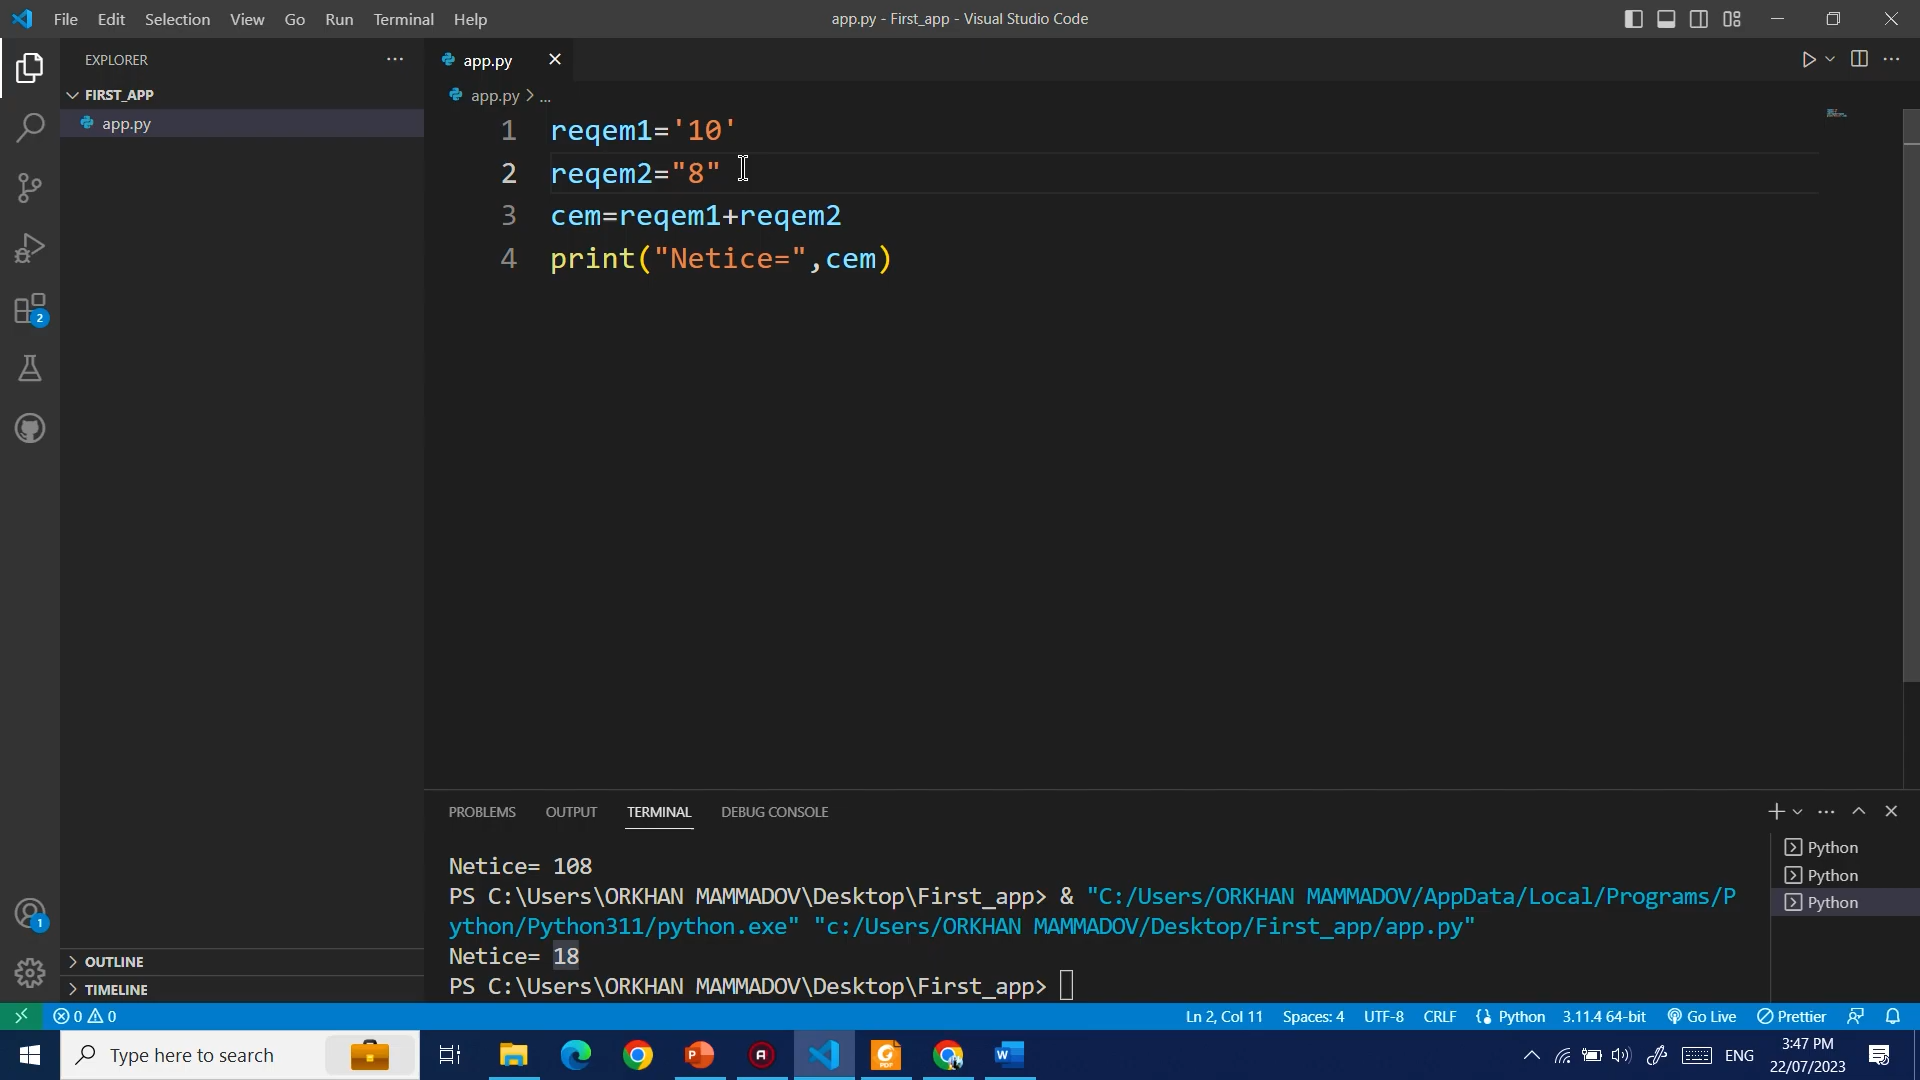 File Edit Selection View Go Run Terminal Help
app.py - First_app - Visual Studio Code
EXPLORER
FIRST_APP
app.py
app.py
app.py > ...
1 reqem1='10'
2 reqem2="8"
3 cem=reqem1+reqem2
4 print("Netice=",cem)
2
1
OUTLINE
TIMELINE
PROBLEMS OUTPUT TERMINAL DEBUG CONSOLE
Netice= 108
PS C:\Users\ORKHAN MAMMADOV\Desktop\First_app> & "C:/Users/ORKHAN MAMMADOV/AppData/Local/Programs/P
ython/Python311/python.exe" "c:/Users/ORKHAN MAMMADOV/Desktop/First_app/app.py"
Netice= 18
PS C:\Users\ORKHAN MAMMADOV\Desktop\First_app>
Python
Python
Python
0 0
Ln 2, Col 11 Spaces: 4 UTF-8 CRLF Python 3.11.4 64-bit Go Live Prettier
Type here to search
ENG
3:47 PM
22/07/2023